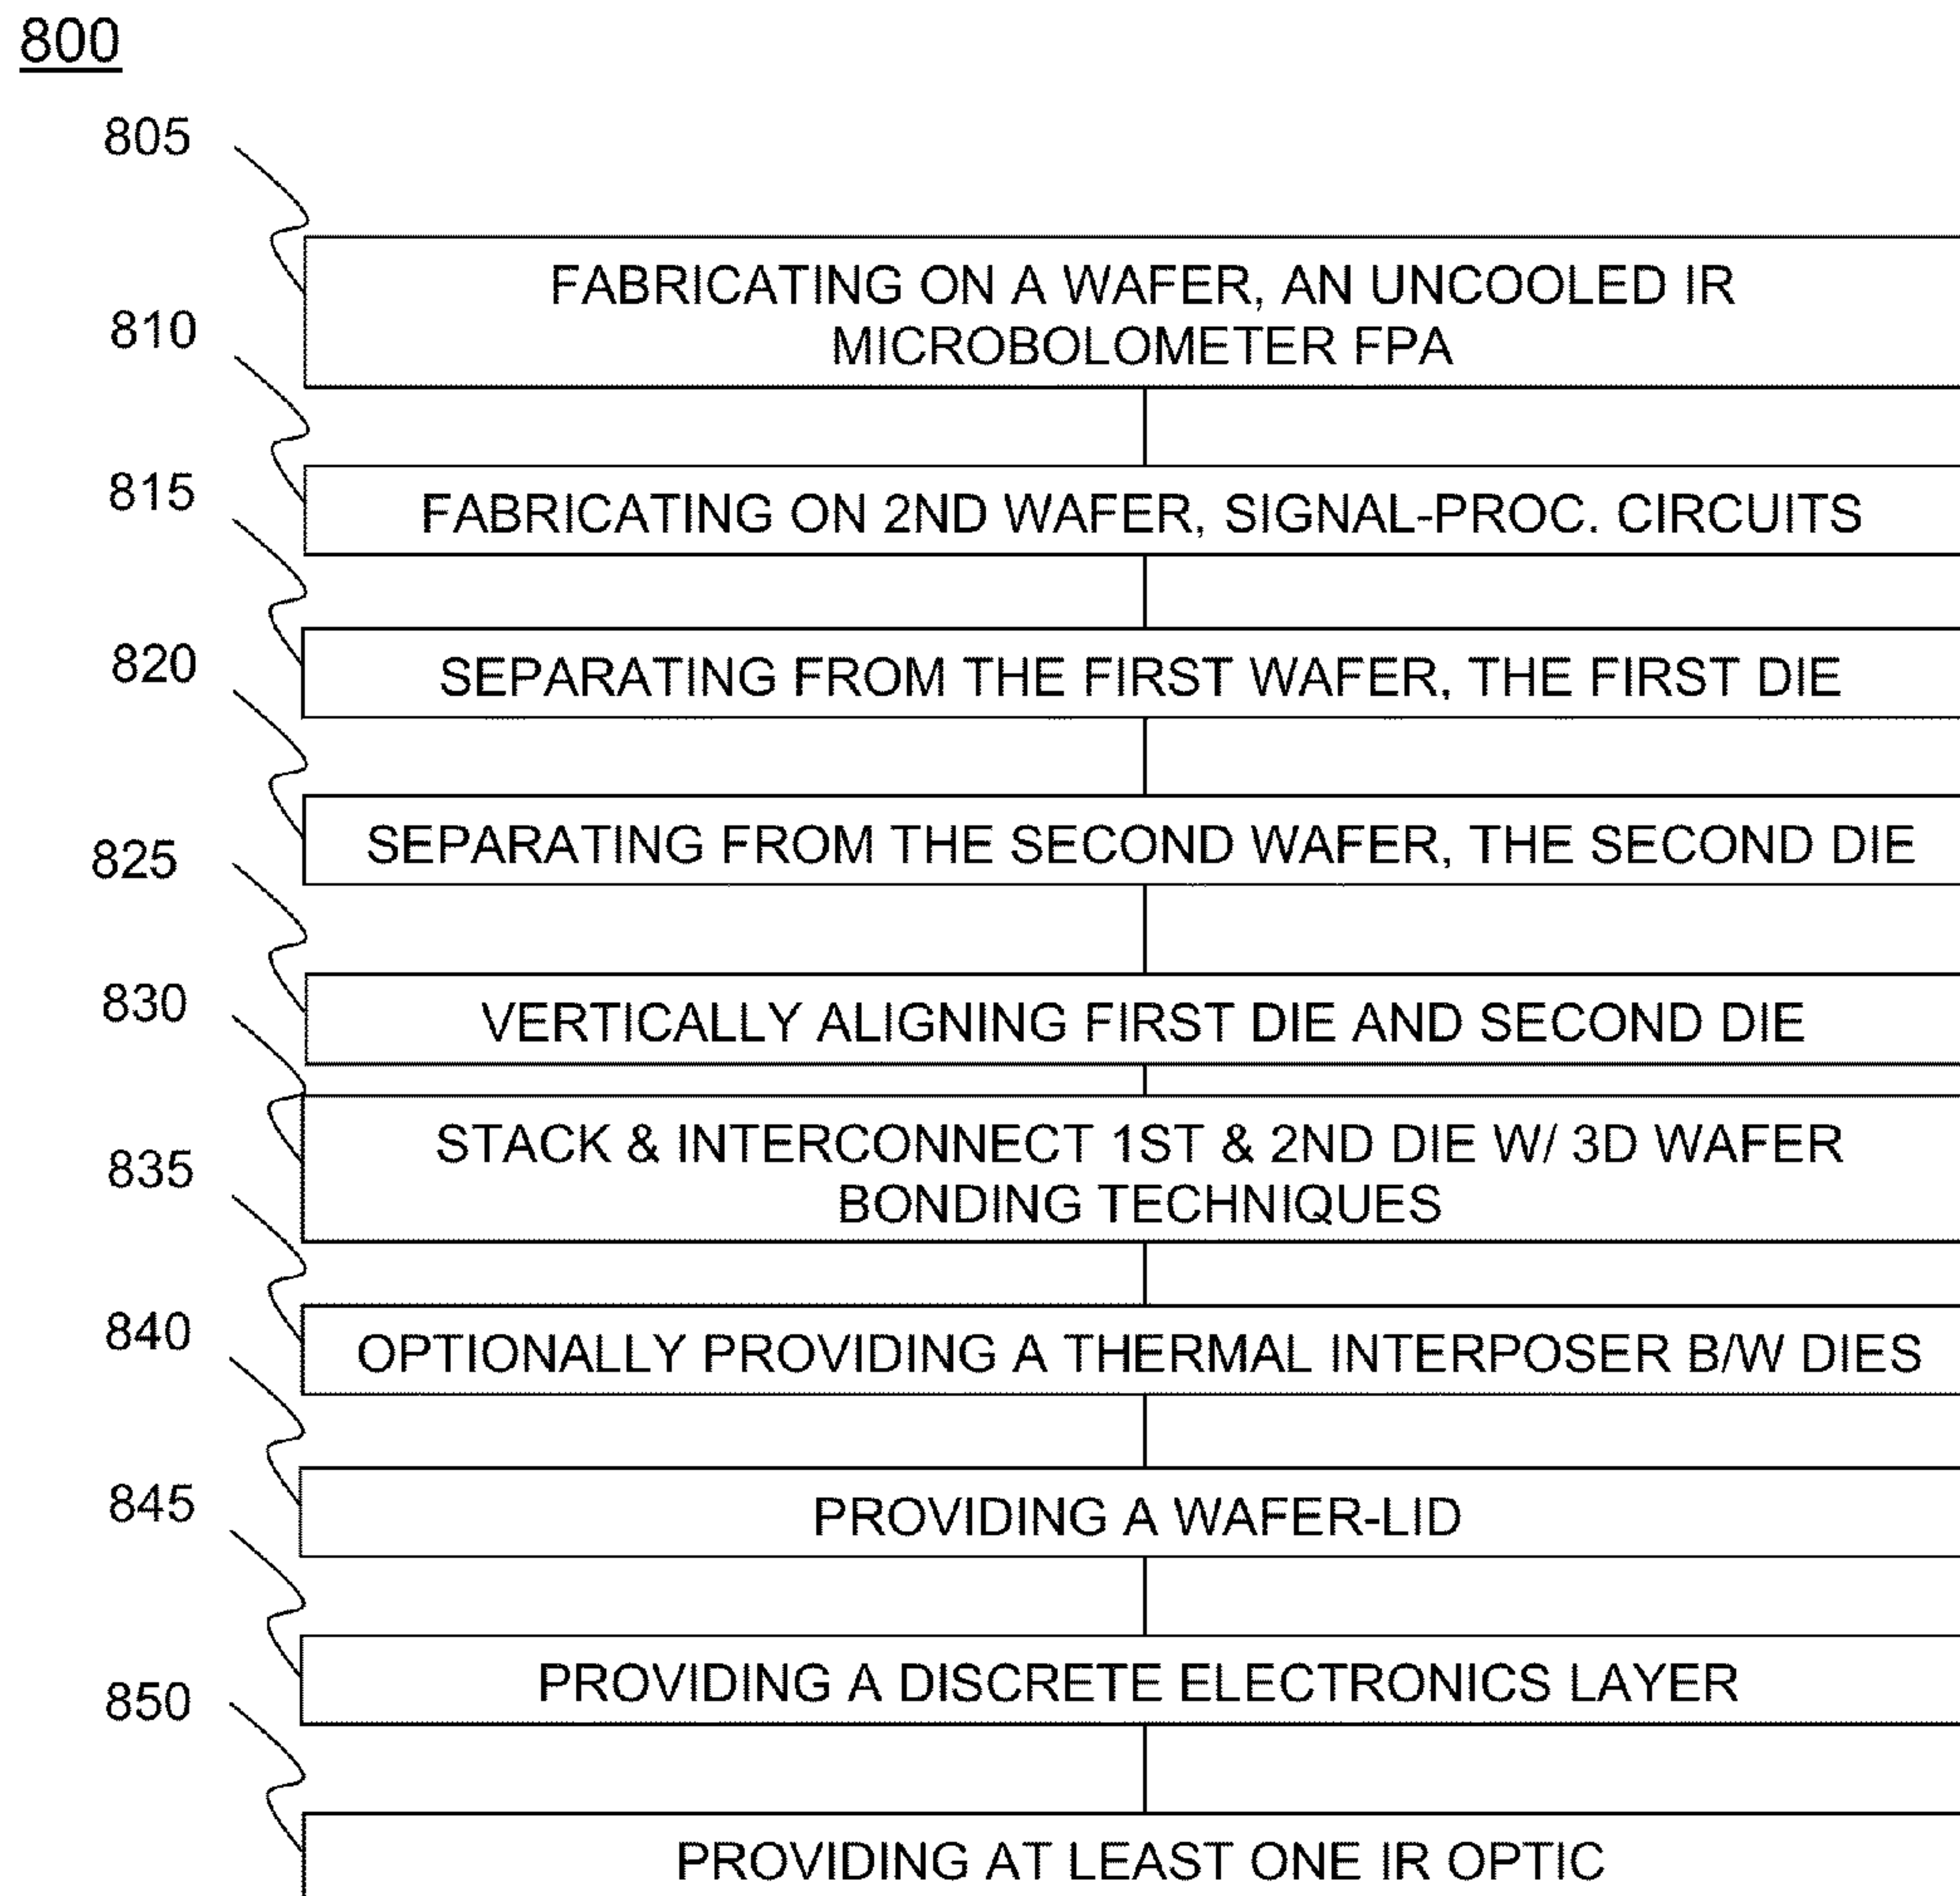 800
805
FABRICATING ON A WAFER, AN UNCOOLED IR
MICROBOLOMETER FPA
810
FABRICATING ON 2ND WAFER, SIGNAL-PROC. CIRCUITS
815
SEPARATING FROM THE FIRST WAFER, THE FIRST DIE
820
SEPARATING FROM THE SECOND WAFER, THE SECOND DIE
825
VERTICALLY ALIGNING FIRST DIE AND SECOND DIE
830
STACK & INTERCONNECT 1ST & 2ND DIE W/ 3D WAFER
BONDING TECHNIQUES
835
OPTIONALLY PROVIDING A THERMAL INTERPOSER B/W DIES
840
PROVIDING A WAFER-LID
845
PROVIDING A DISCRETE ELECTRONICS LAYER
850
PROVIDING AT LEAST ONE IR OPTIC